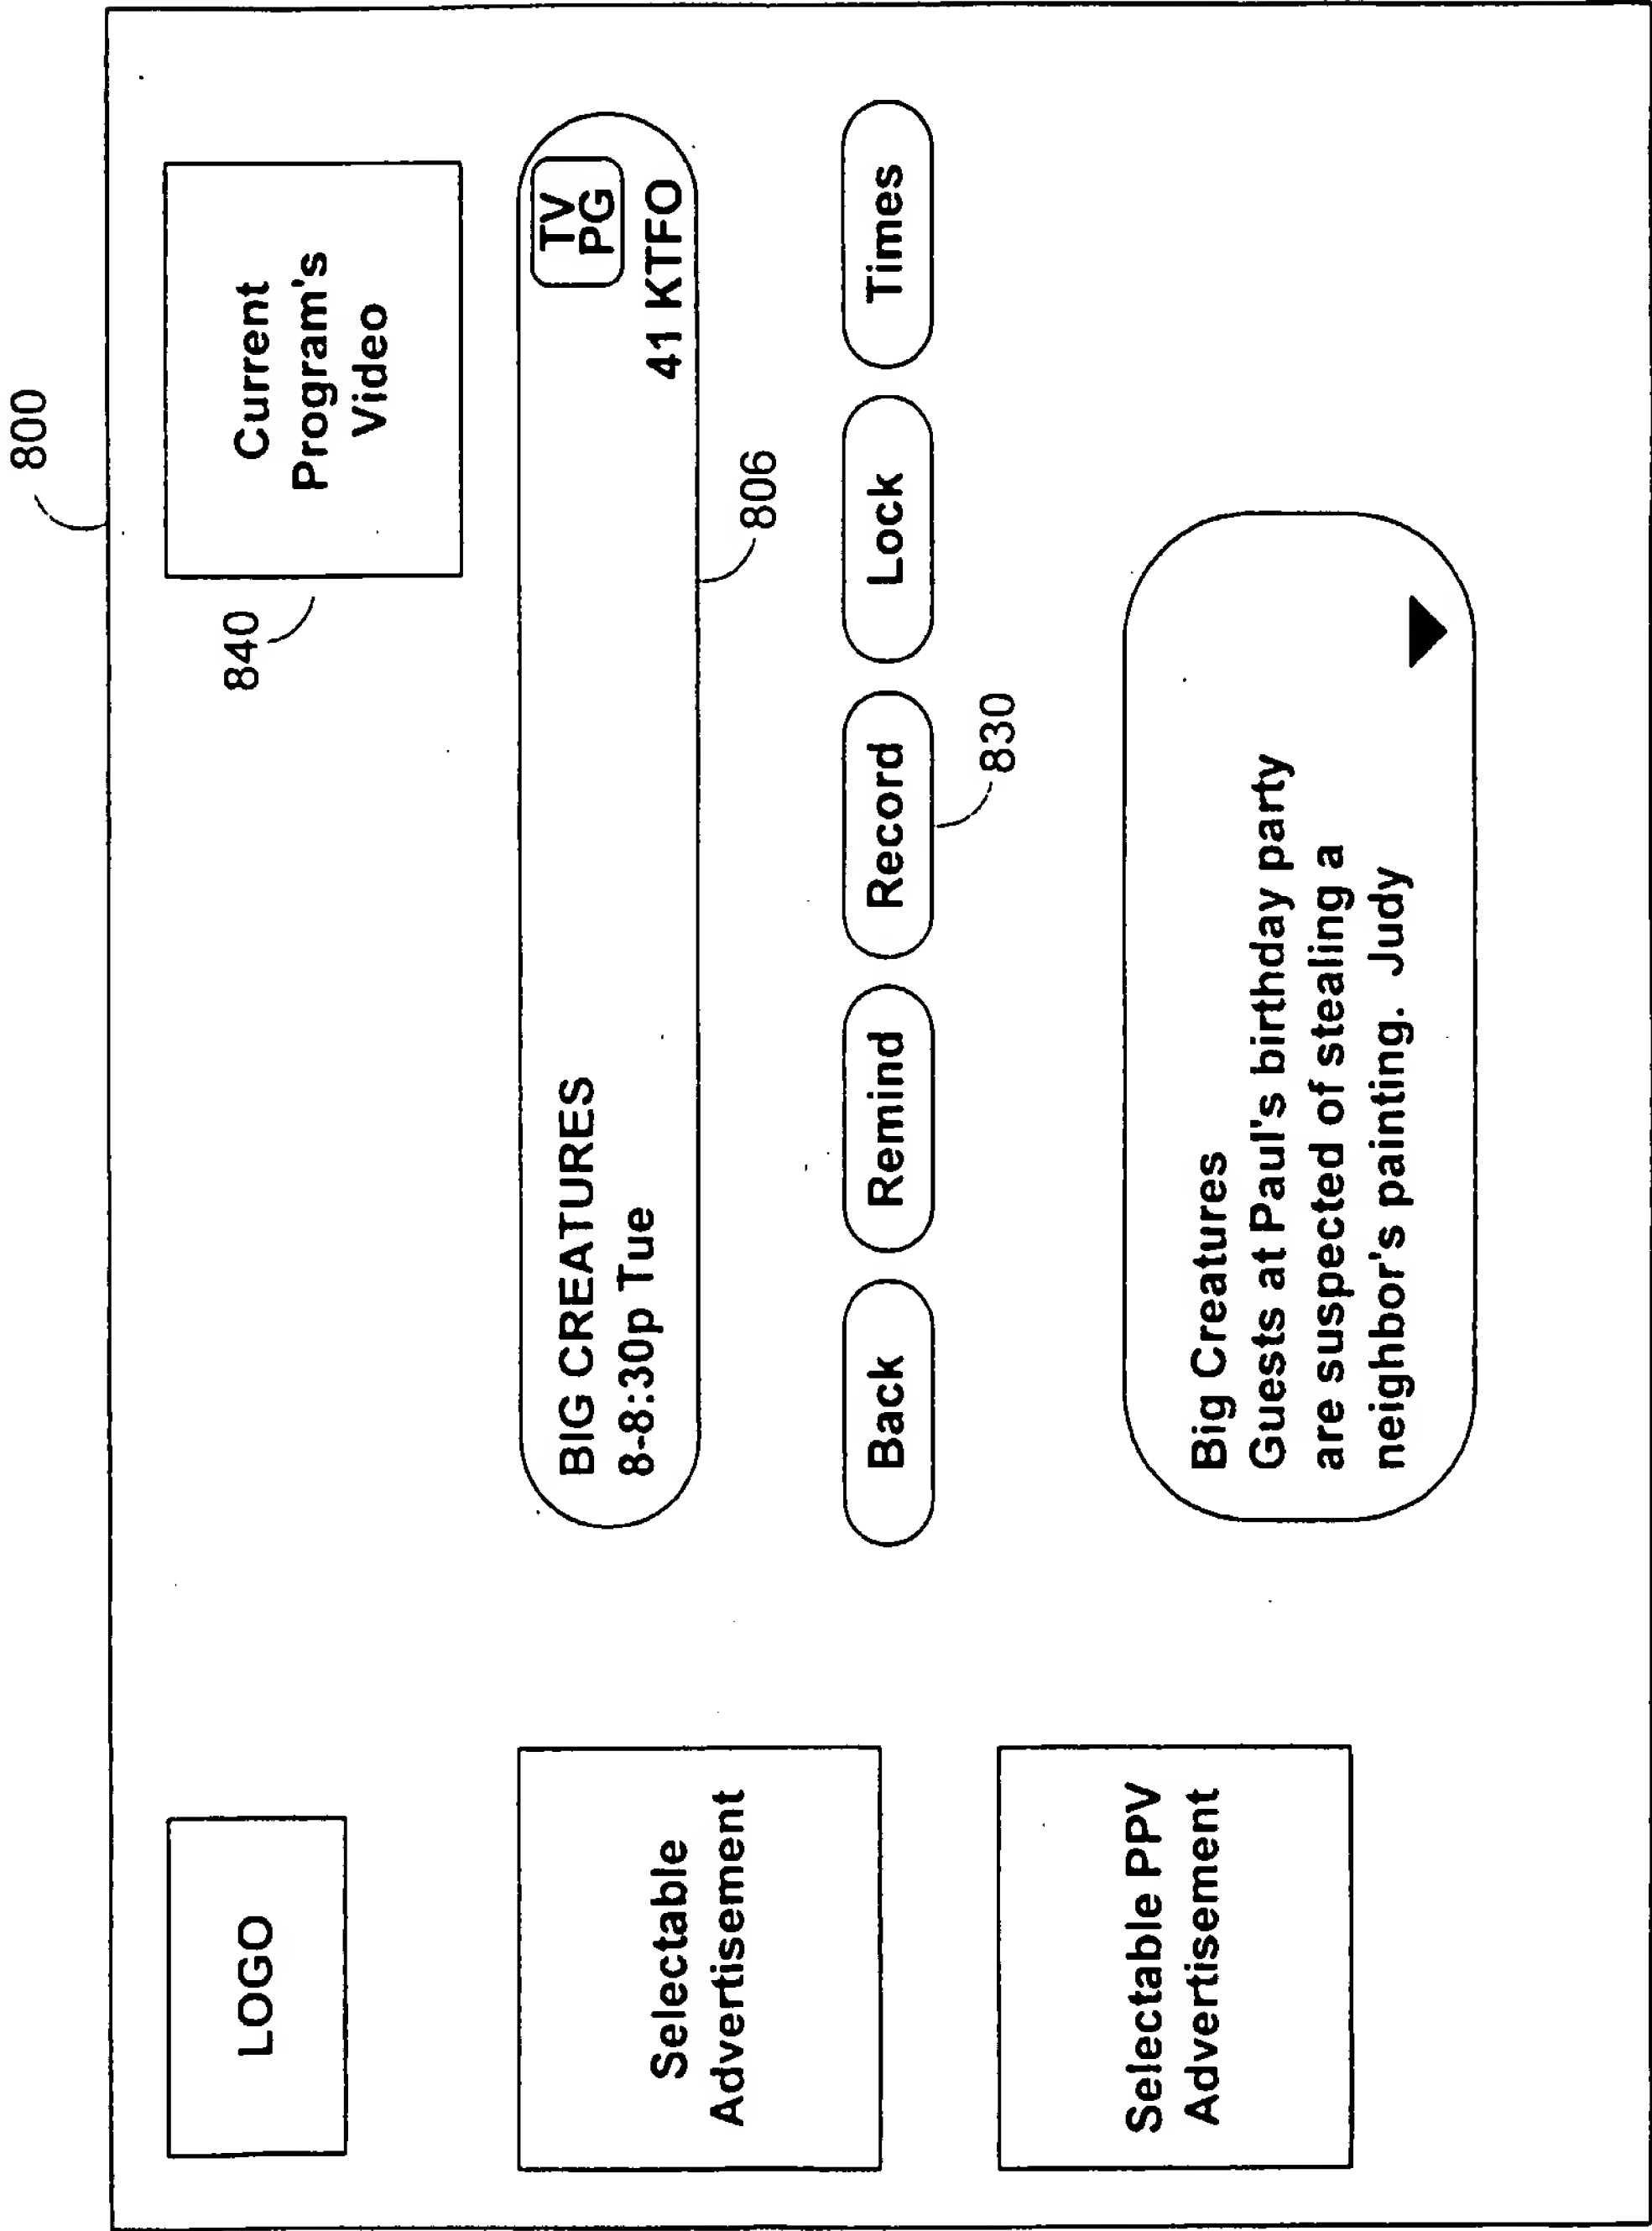 800
LOGO
840
Current
Program's
Video
BIG CREATURES
8-8:30p Tue
TV
PG
41 KTFO
806
Selectable
Advertisement
Back
Remind
Record
Lock
Times
830
Selectable PPV
Advertisement
Big Creatures
Guests at Paul's birthday party
are suspected of stealing a
neighbor's painting. Judy